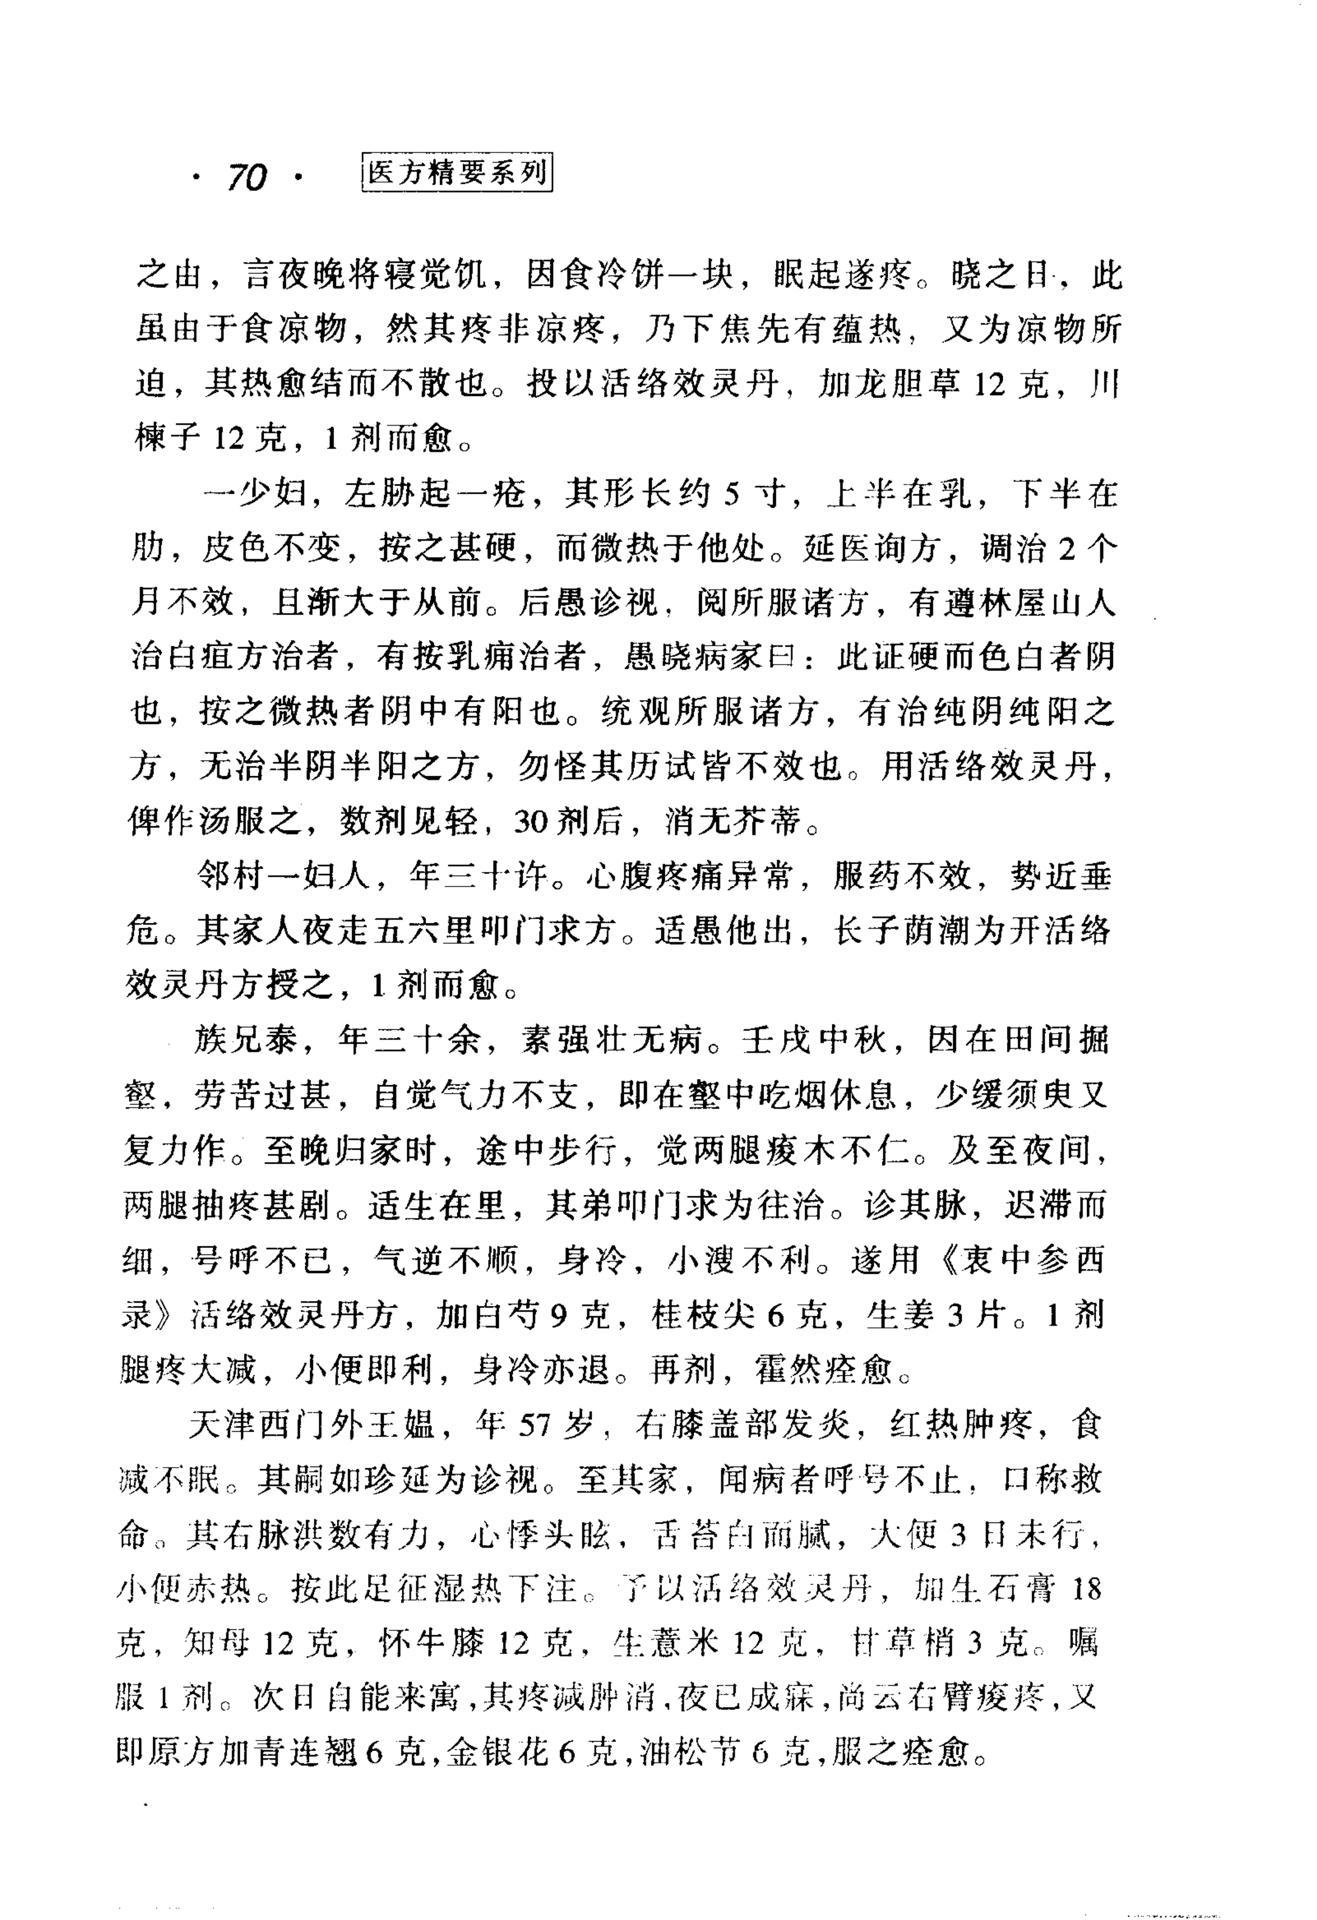 ·70· 医方精要系列
之由，言夜晚将寝觉饥，因食冷饼一块，眠起遂疼。晓之日，此
虽由于食凉物，然其疼非凉疼，乃下焦先有蕴热，又为凉物所
迫，其热愈结而不散也。投以活络效灵丹，加龙胆草12克，川
楝子12克，1剂而愈。
一少妇，左胁起一疮，其形长约5寸，上半在乳，下半在
肋，皮色不变，按之甚硬，而微热于他处。延医询方，调治2个
月不效，且渐大于从前。后愚诊视，阅所服诸方，有遵林屋山人
治白疽方治者，有按乳痈治者，愚晓病家曰：此证硬而色白者阴
也，按之微热者阴中有阳也。统观所服诸方，有治纯阴纯阳之
方，无治半阴半阳之方，勿怪其历试皆不效也。用活络效灵丹，
俾作汤服之，数剂见轻，30剂后，消无芥蒂。
邻村一妇人，年三十许。心腹疼痛异常，服药不效，势近垂
危。其家人夜走五六里叩门求方。适愚他出，长子荫潮为开活络
效灵丹方授之，1剂而愈。
族兄泰，年三十余，素强壮无病。壬戌中秋，因在田间掘
壑，劳苦过甚，自觉气力不支，即在壑中吃烟休息，少缓须臾又
复力作。至晚归家时，途中步行，觉两腿痠木不仁。及至夜间，
两腿抽疼甚剧。适生在里，其弟叩门求为往治。诊其脉，迟滞而
细，号呼不已，气逆不顺，身冷，小溲不利。遂用《衷中参西
录》活络效灵丹方，加白芍9克，桂枝尖6克，生姜3片。1剂
腿疼大减，小便即利，身冷亦退。再剂，霍然痊愈。
天津西门外王媪，年57岁，右膝盖部发炎，红热肿疼，食
减不眠。其嗣如珍延为诊视。至其家，闻病者呼号不止，口称救
命。其右脉洪数有力，心悸头眩，舌苔白而腻，大便3日未行，
小便赤热。按此足征湿热下注。予以活络效灵丹，加生石膏18
克，知母12克，怀牛膝12克，生薏米12克，甘草梢3克。嘱
服1剂。次日自能来寓，其疼减肿消，夜已成寐，尚云右臂痠疼，又
即原方加青连翘6克，金银花6克，油松节6克，服之痊愈。